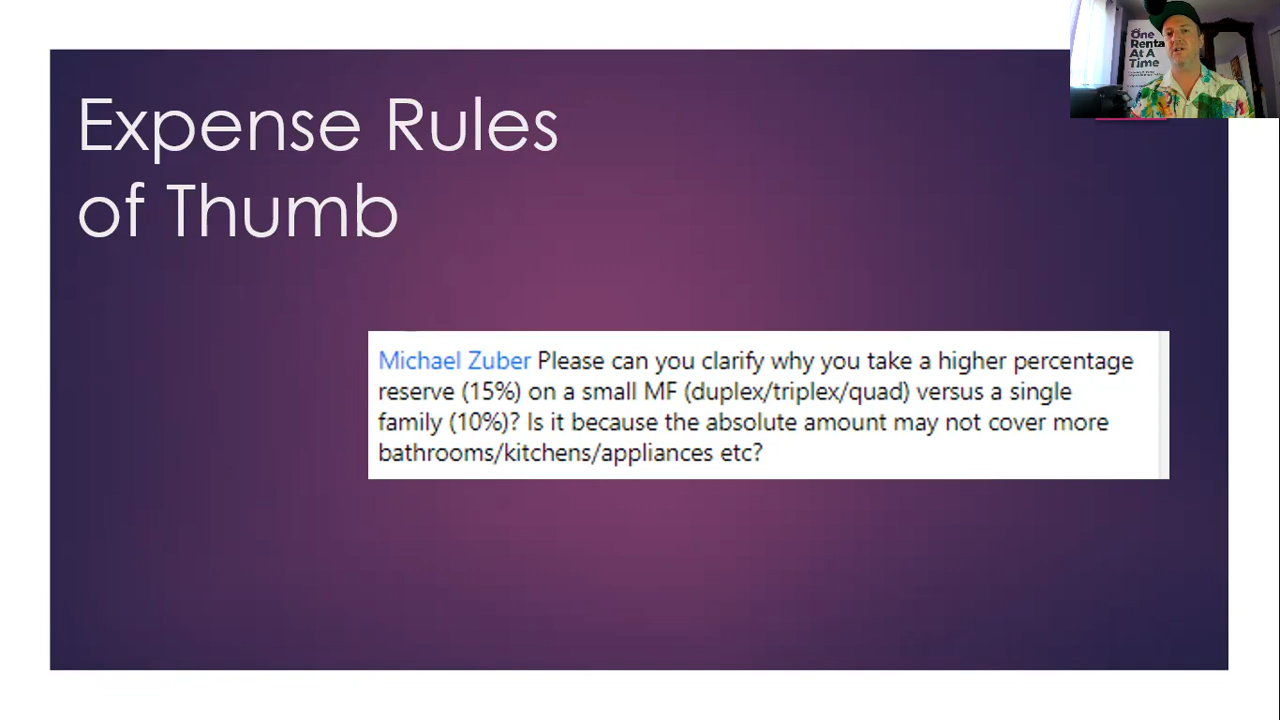 Expense Rules
of Thumb
One
Renta
At A
Time
Michael Zuber Please can you clarify why you take a higher percentage
reserve (15%) on a small MF (duplex/triplex/quad) versus a single
family (10%)? Is it because the absolute amount may not cover more
bathrooms/kitchens/appliances etc?